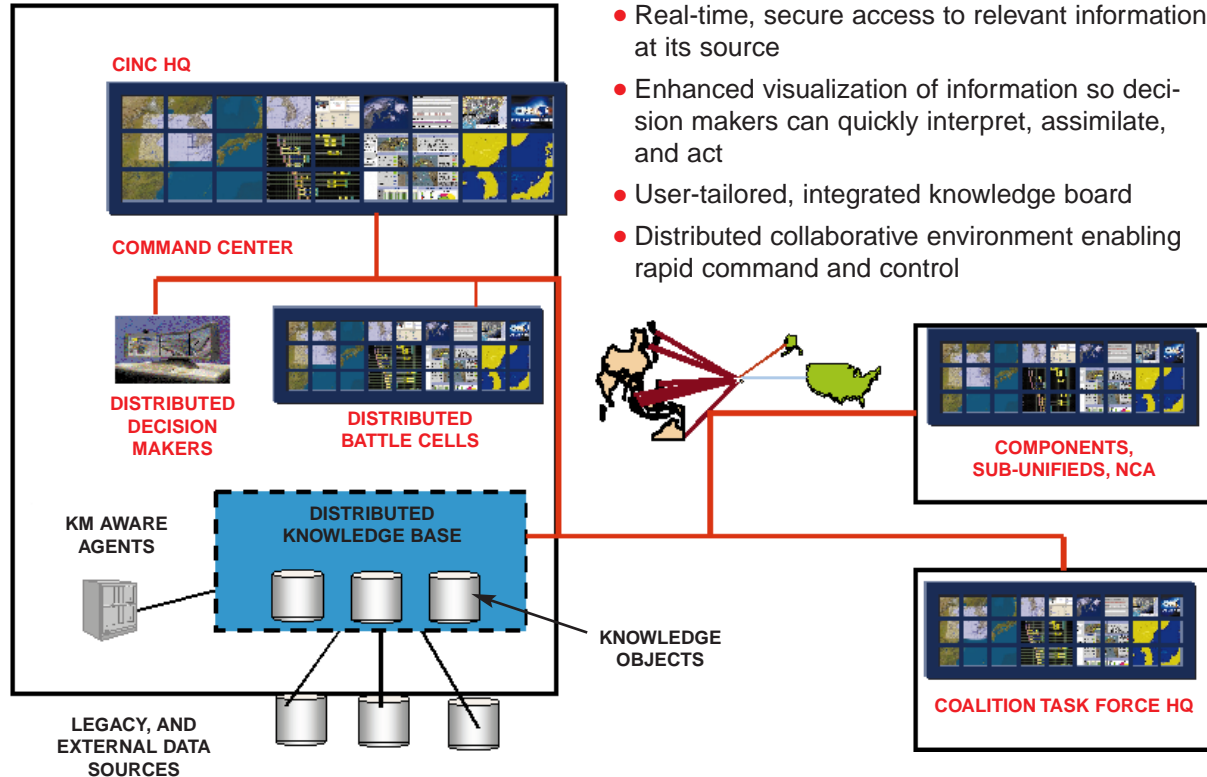 ● Real-time, secure access to relevant information
at its source
● Enhanced visualization of information so deci-
sion makers can quickly interpret, assimilate,
and act
● User-tailored, integrated knowledge board
● Distributed collaborative environment enabling
rapid command and control
CINC HQ
COMMAND CENTER
DISTRIBUTED
DECISION
MAKERS
DISTRIBUTED
BATTLE CELLS
COMPONENTS,
SUB-UNIFIEDS, NCA
KM AWARE
AGENTS
DISTRIBUTED
KNOWLEDGE BASE
KNOWLEDGE
OBJECTS
COALITION TASK FORCE HQ
LEGACY, AND
EXTERNAL DATA
SOURCES